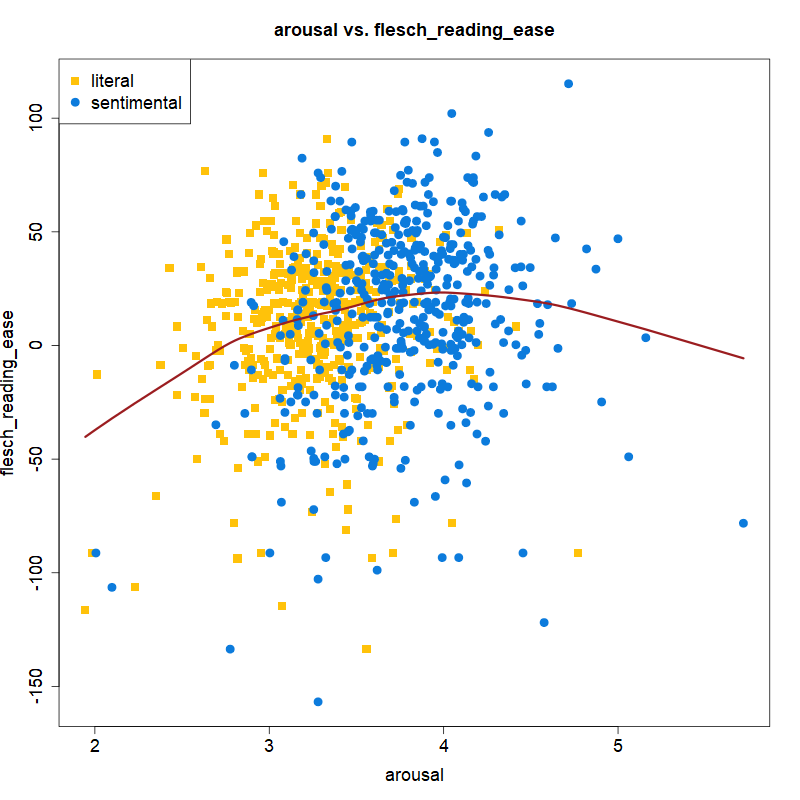 arousal vs. flesch_reading_ease
literal
sentimental
flesch_reading_ease
100
50
0
-50
-100
-150
2 3 4 5
arousal